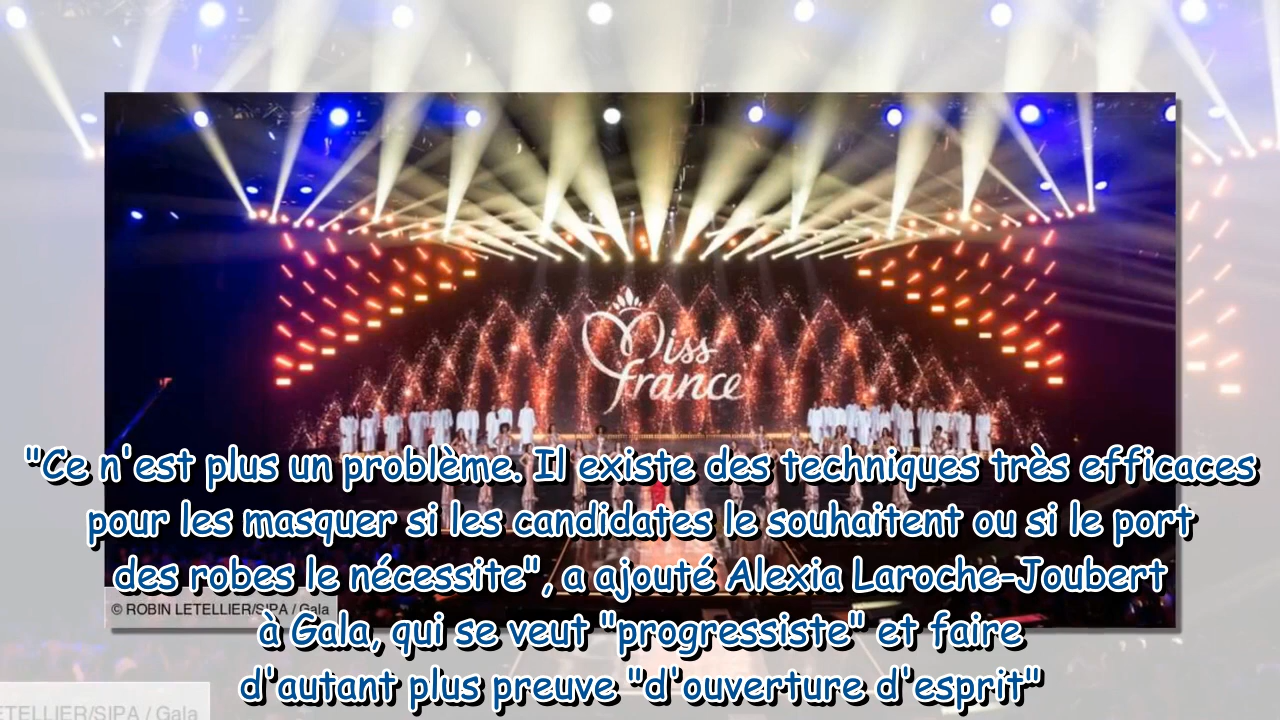 Miss
france
"Ce n'est plus un problème. Il existe des techniques très efficaces
pour les masquer si les candidates le souhaitent ou si le port
des robes le nécessite", a ajouté Alexia Laroche-Joubert
© ROBIN LETELLIER/SIPA / Gala
à Gala, qui se veut "progressiste" et faire
d'autant plus preuve "d'ouverture d'esprit"
ETELLIER/SIPA / Gala